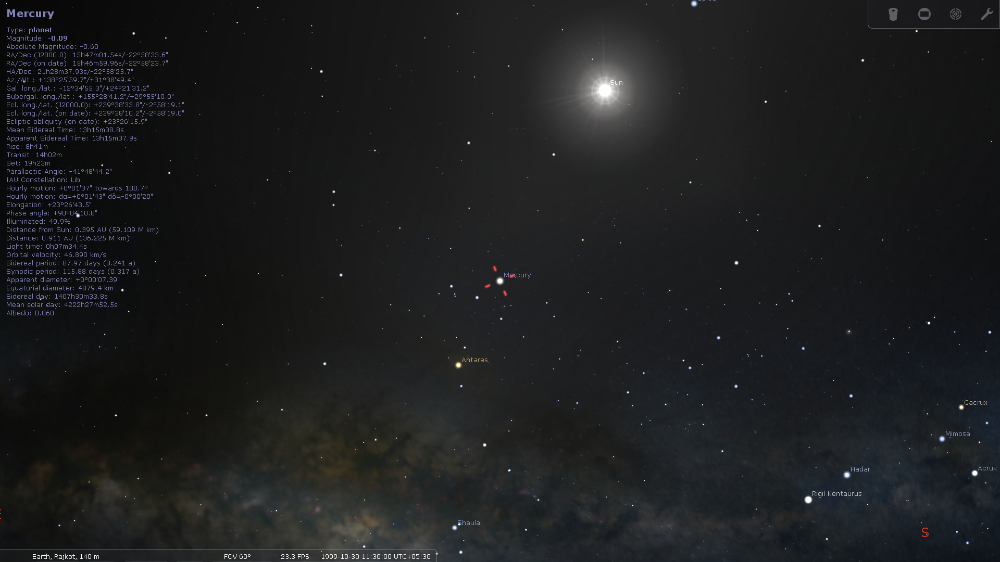 Mercury
Type: planet
Magnitude: -0.09
Absolute Magnitude: -0.60
RA/Dec (J2000.0): 15h47m01.54s/-22°58'33.6"
RA/Dec (on date): 15h46m59.96s/-22°58'23.7"
HA/Dec: 21h28m37.93s/-22°58'23.7"
Az./Alt.: +138°25'59.7"/+31°38'49.4"
Gal. long./lat.: -12°34'55.3"/+24°21'31.2"
Supergal. long./lat.: +155°28'41.2"/+29°55'10.0"
Ecl. long./lat. (J2000.0): +239°38'33.8"/-2°58'19.1"
Ecl. long./lat. (on date): +239°38'10.2"/-2°58'19.0"
Ecliptic obliquity (on date): +23°26'15.9"
Mean Sidereal Time: 13h15m38.8s
Apparent Sidereal Time: 13h15m37.9s
Rise: 8h41m
Transit: 14h02m
Set: 19h23m
Parallactic Angle: -41°48'44.2"
IAU Constellation: Lib
Hourly motion: +0°01'37" towards 100.7°
Hourly motion: dα=+0°01'43" dδ=-0°00'20"
Elongation: +23°26'43.5"
Phase angle: +90°04'10.8"
Illuminated: 49.9%
Distance from Sun: 0.395 AU (59.109 M km)
Distance: 0.911 AU (136.225 M km)
Light time: 0h07m34.4s
Orbital velocity: 46.890 km/s
Sidereal period: 87.97 days (0.241 a)
Synodic period: 115.88 days (0.317 a)
Apparent diameter: +0°00'07.39"
Equatorial diameter: 4879.4 km
Sidereal day: 1407h30m33.8s
Mean solar day: 4222h27m52.5s
Albedo: 0.060
Sun
Mercury
Antares
Gacrux
Mimosa
Hadar
Acrux
Rigil Kentaurus
Shaula
S
Earth, Rajkot, 140 m
FOV 60°
23.3 FPS
1999-10-30 11:30:00 UTC+05:30